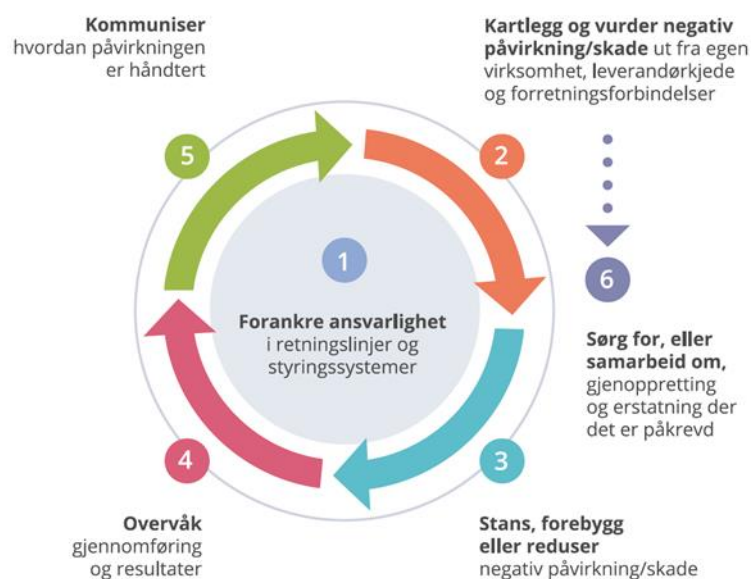 Kommuniser
hvordan påvirkningen
er håndtert
5
Kartlegg og vurder negativ
påvirkning/skade ut fra egen
virksomhet, leverandørkjede
og forretningsforbindelser
2
1
Forankre ansvarlighet
i retningslinjer og
styringssystemer
6
Sørg for, eller
samarbeid om,
gjenoppretting
og erstatning der
det er påkrevd
4
Overvåk
gjennomføring
og resultater
3
Stans, forebygg
eller reduser
negativ påvirkning/skade